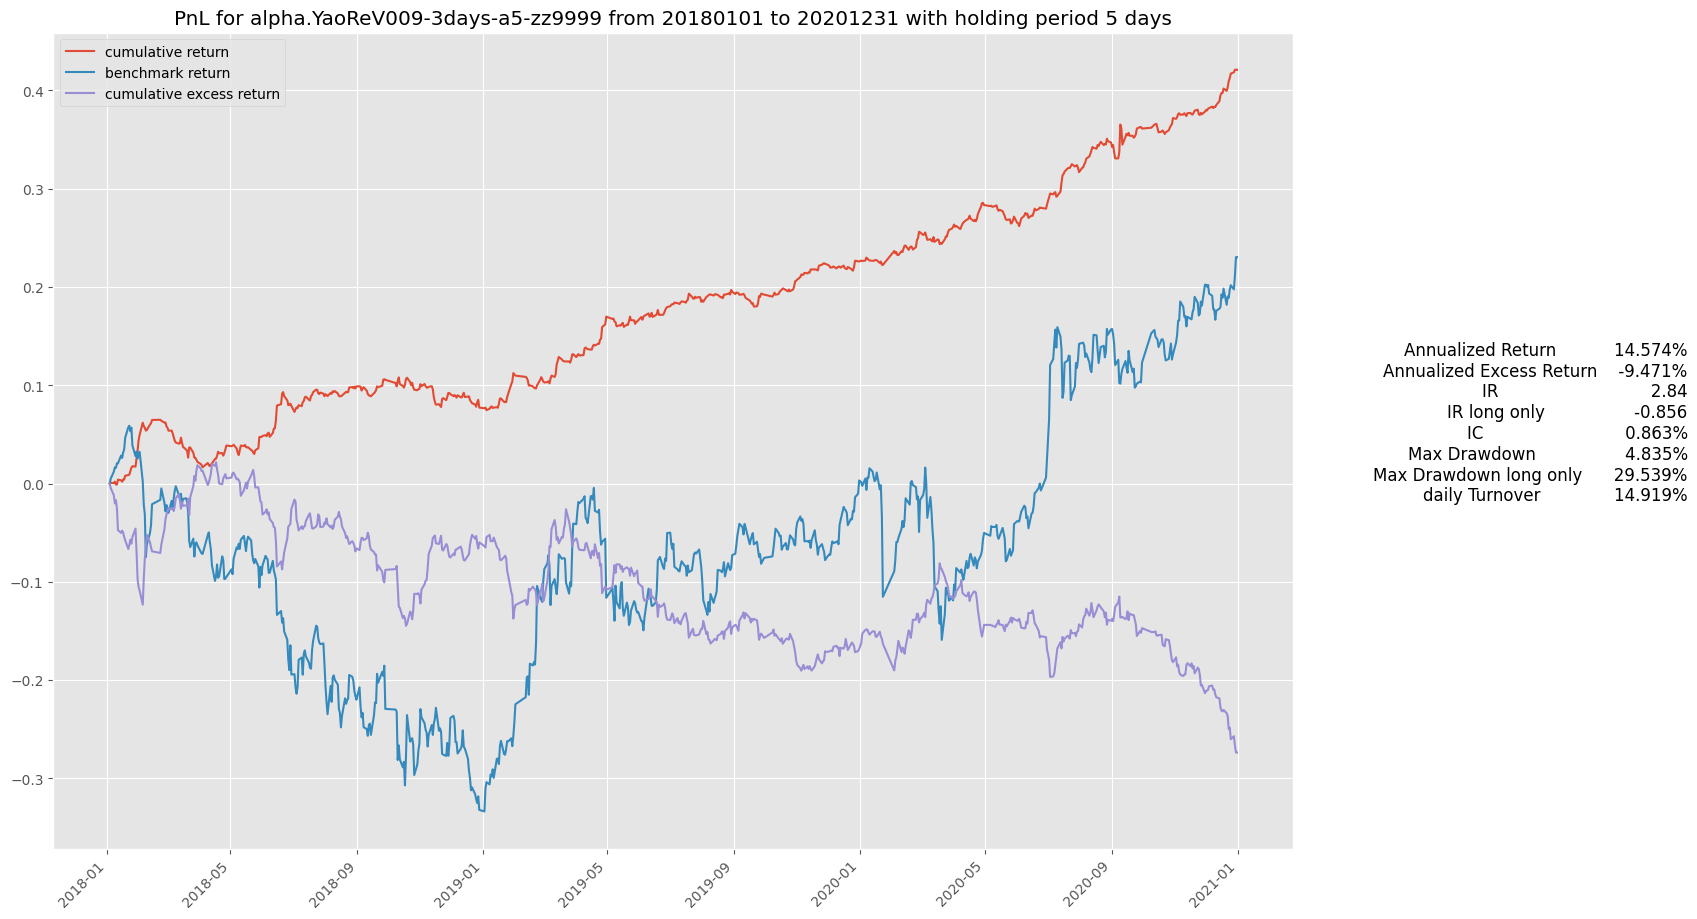 PnL for alpha.YaoReV009-3days-a5-zz9999 from 20180101 to 20201231 with holding period 5 days
cumulative return
benchmark return
cumulative excess return
0.4
0.3
0.2
0.1
0.0
−0.1
−0.2
−0.3
Annualized Return 14.574%
Annualized Excess Return -9.471%
IR 2.84
IR long only -0.856
IC 0.863%
Max Drawdown 4.835%
Max Drawdown long only 29.539%
daily Turnover 14.919%
2018-01
2018-05
2018-09
2019-01
2019-05
2019-09
2020-01
2020-05
2020-09
2021-01